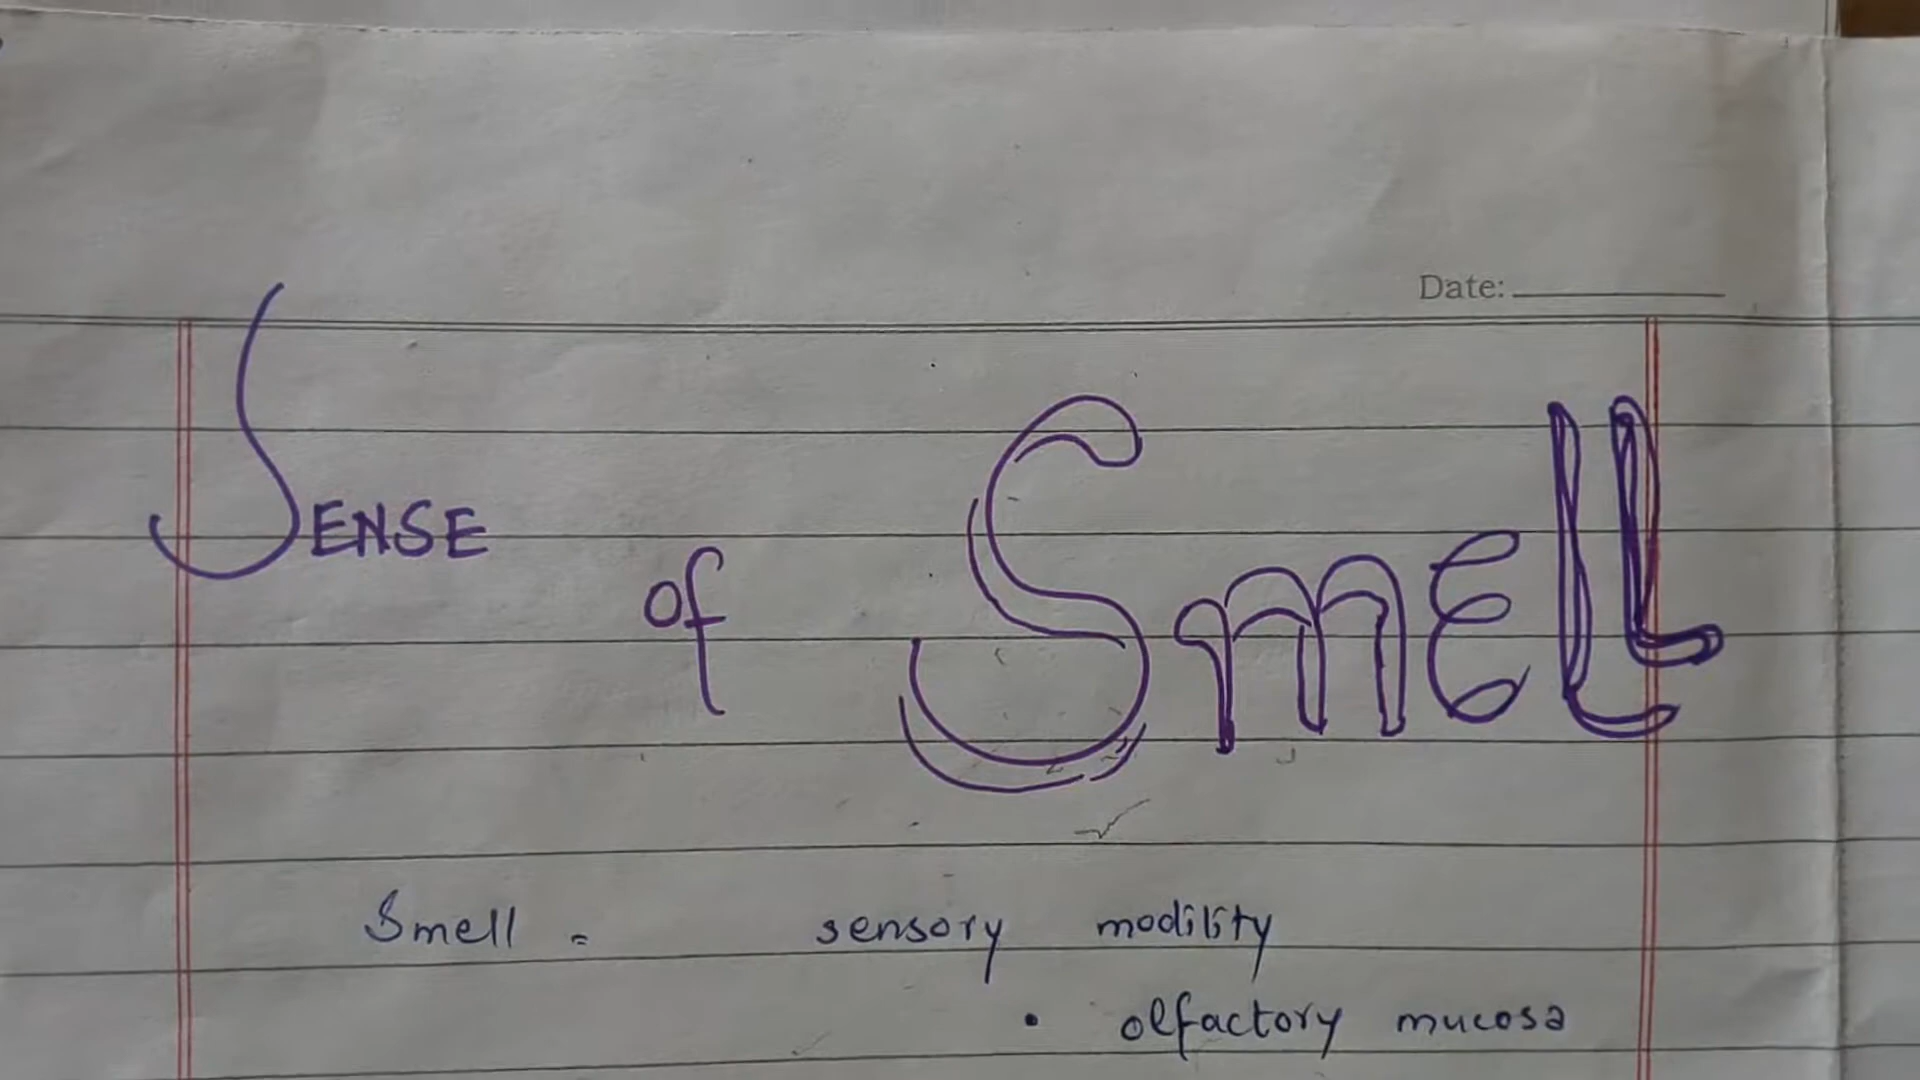 Date:
SENSE of Smell
Smell = sensory modility
• olfactory mucosa